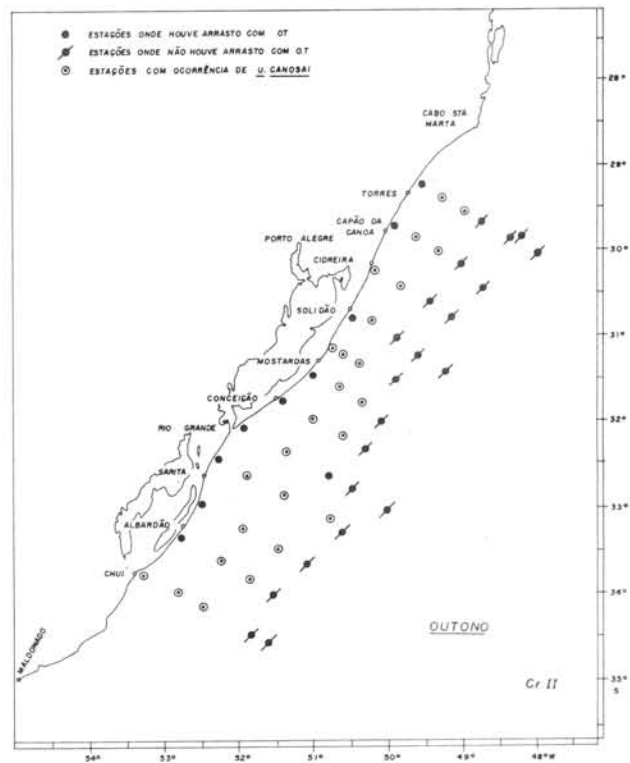 ESTAÇÕES ONDE HOUVE ARRASTO COM O.T
ESTAÇÕES ONDE NÃO HOUVE ARRASTO COM O.T
ESTAÇÕES COM OCORRÊNCIA DE U. CANOSAI
CABO STA
MARTA
TORRES
CAPÃO DA
CANOA
PORTO ALEGRE
CIDREIRA
SOLIDÃO
MOSTARDAS
CONCEIÇÃO
RIO GRANDE
SARITA
ALBARDÃO
CHUI
MALDONADO
OUTONO
Cr. II
28°
29°
30°
31°
32°
33°
34°
35°
S
54°
53°
52°
51°
50°
49°
48°W